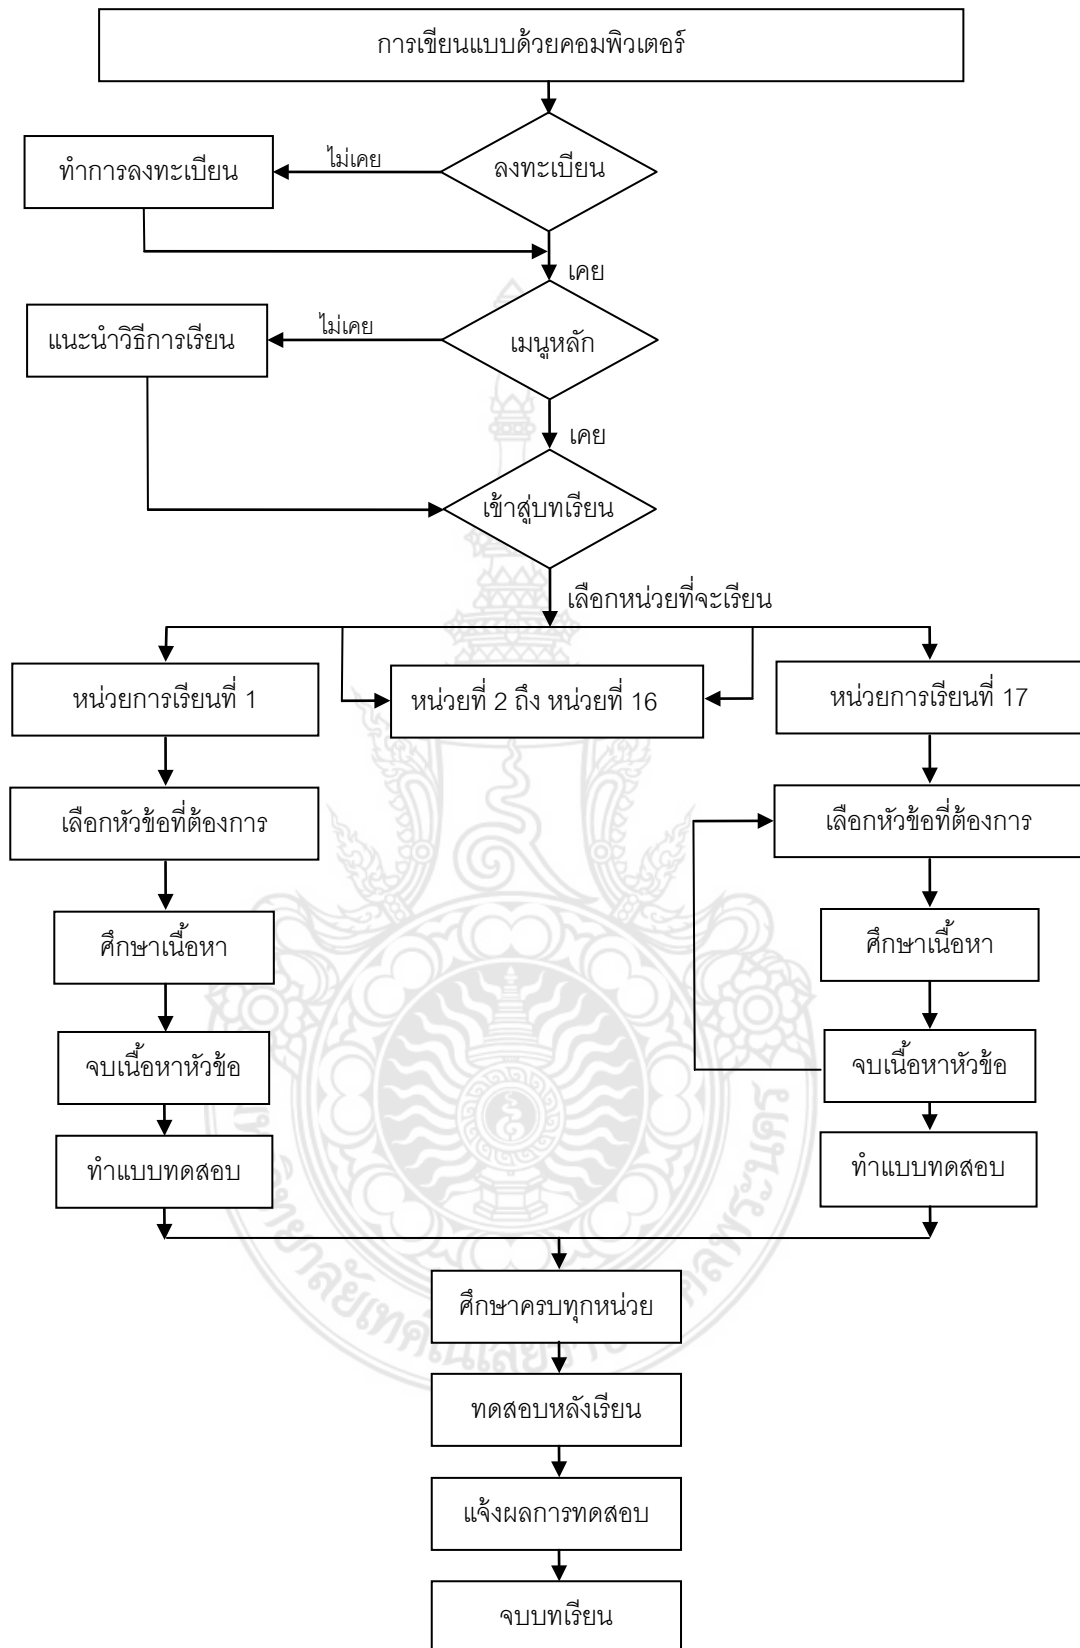 การเขียนแบบด้วยคอมพิวเตอร์
ลงทะเบียน
ไม่เคย
ทำการลงทะเบียน
เคย
เมนูหลัก
ไม่เคย
แนะนำวิธีการเรียน
เคย
เข้าสู่บทเรียน
เลือกหน่วยที่จะเรียน
หน่วยการเรียนที่ 1
หน่วยที่ 2 ถึง หน่วยที่ 16
หน่วยการเรียนที่ 17
เลือกหัวข้อที่ต้องการ
เลือกหัวข้อที่ต้องการ
ศึกษาเนื้อหา
ศึกษาเนื้อหา
จบเนื้อหาหัวข้อ
จบเนื้อหาหัวข้อ
ทำแบบทดสอบ
ทำแบบทดสอบ
ศึกษาครบทุกหน่วย
ทดสอบหลังเรียน
แจ้งผลการทดสอบ
จบบทเรียน